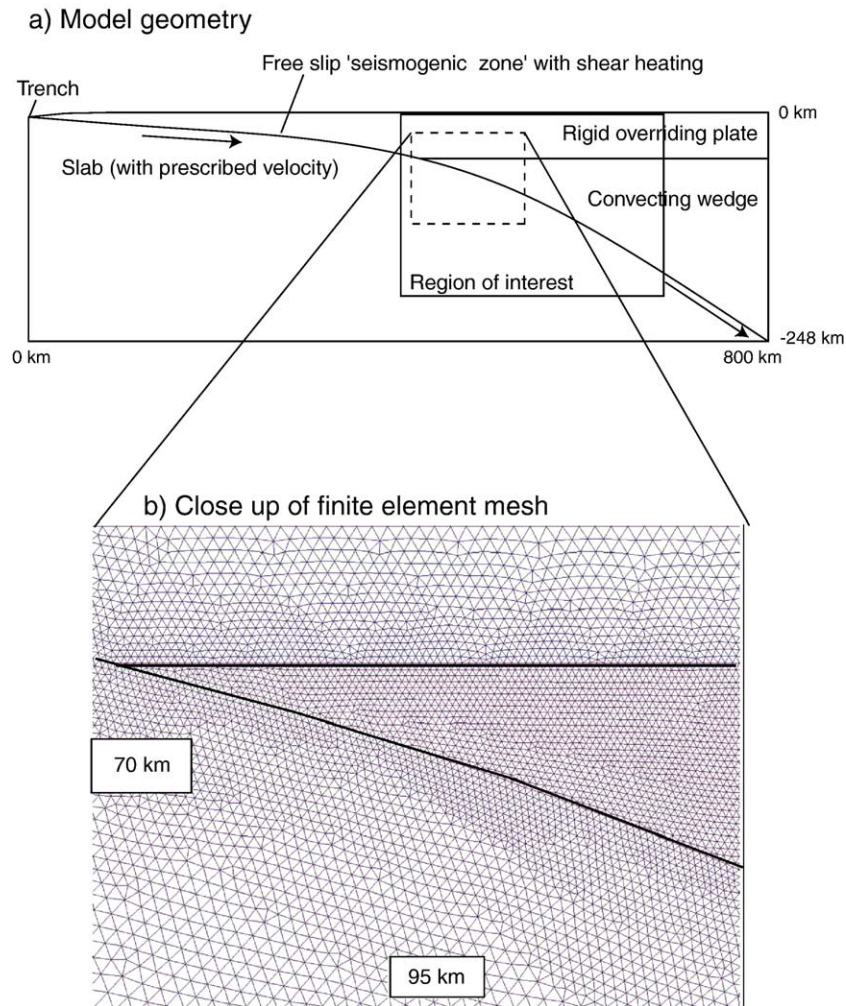 a) Model geometry
Free slip 'seismogenic zone' with shear heating
Trench
0 km
Rigid overriding plate
Slab (with prescribed velocity)
Convecting wedge
Region of interest
-248 km
0 km
800 km
b) Close up of finite element mesh
70 km
95 km